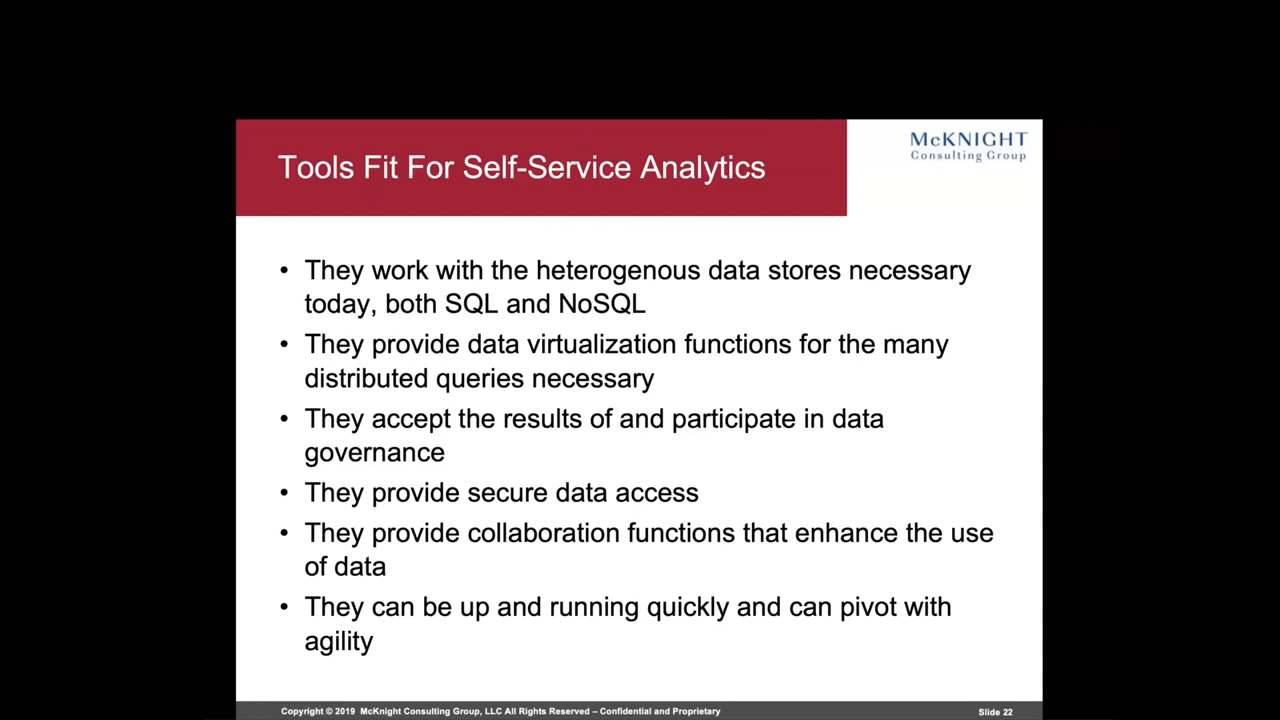 Tools Fit For Self-Service Analytics
McKNIGHT
Consulting Group
• They work with the heterogenous data stores necessary
today, both SQL and NoSQL
• They provide data virtualization functions for the many
distributed queries necessary
• They accept the results of and participate in data
governance
• They provide secure data access
• They provide collaboration functions that enhance the use
of data
• They can be up and running quickly and can pivot with
agility
Copyright © 2019 McKnight Consulting Group, LLC All Rights Reserved – Confidential and Proprietary
Slide 22